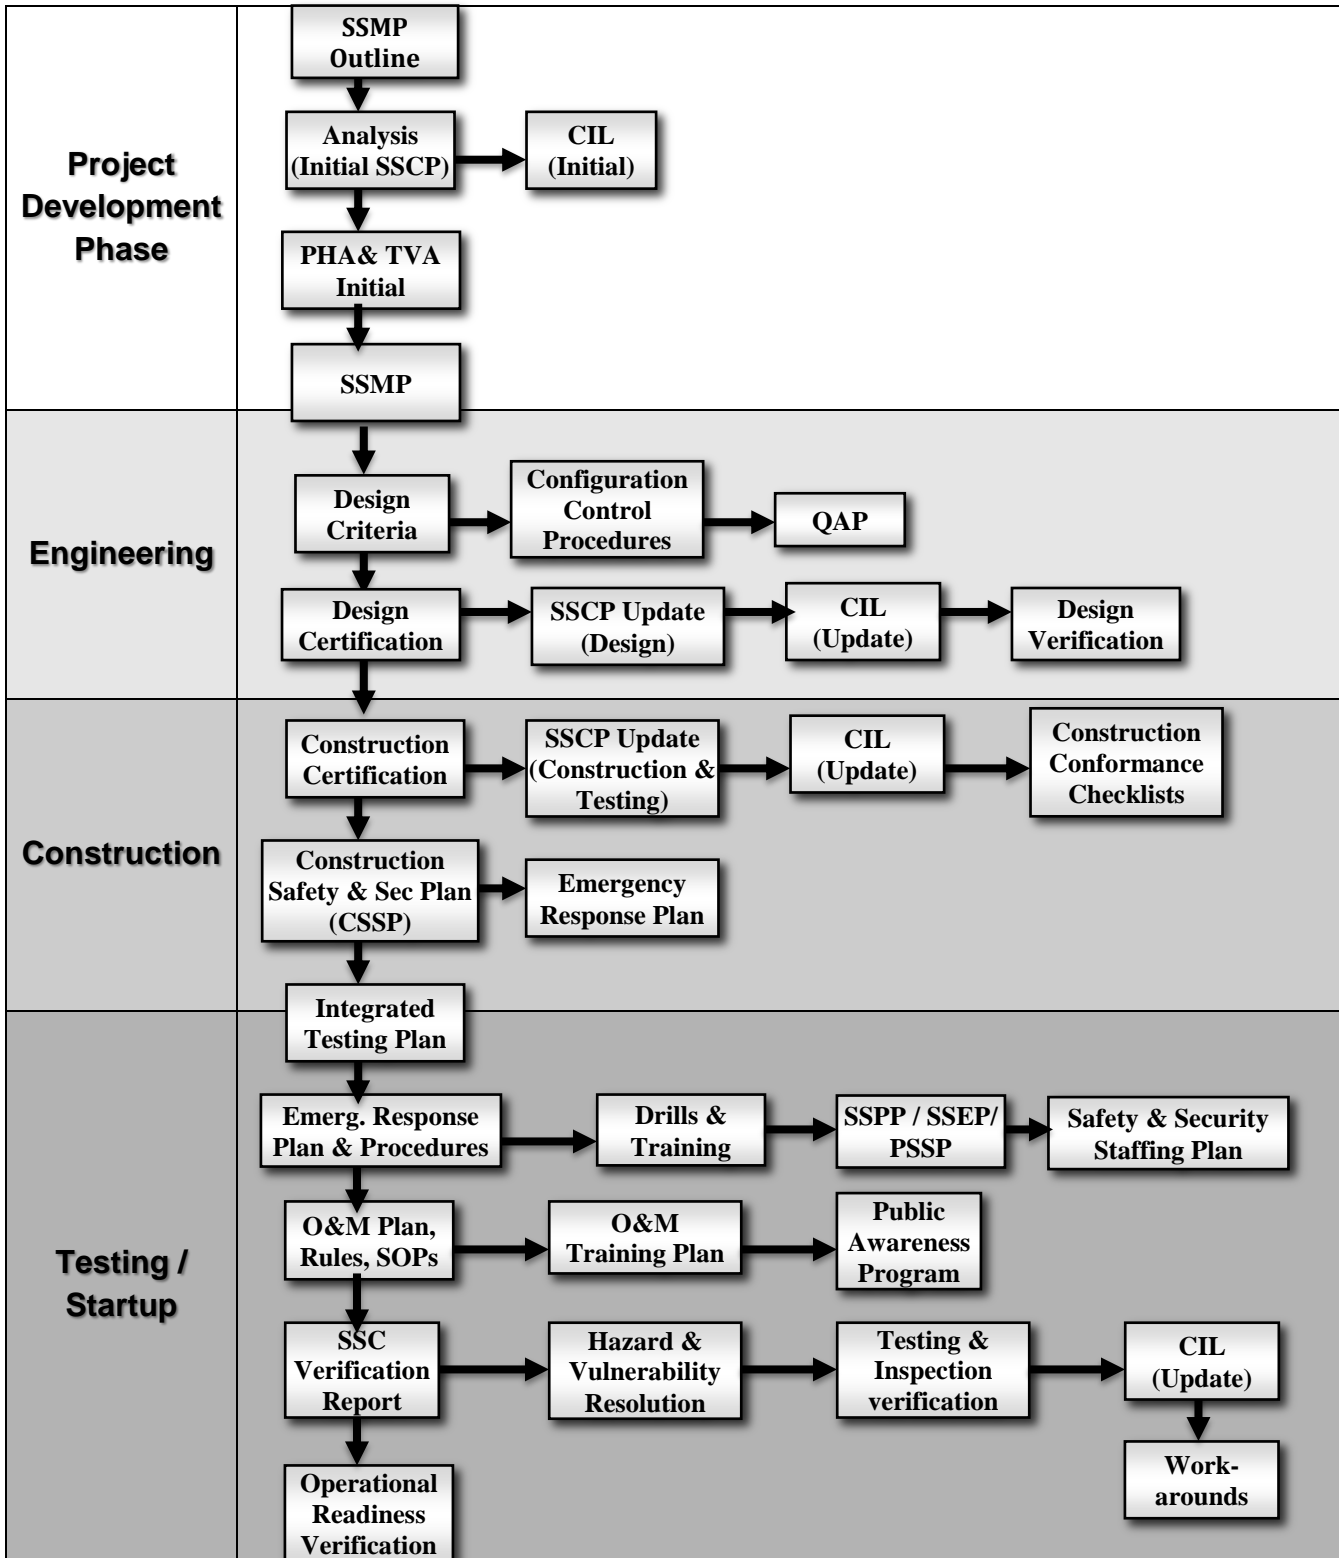 SSMP
Outline
Project
Development
Phase
Analysis
(Initial SSCP)
CIL
(Initial)
PHA& TVA
Initial
SSMP
Engineering
Design
Criteria
Configuration
Control
Procedures
QAP
Design
Certification
SSCP Update
(Design)
CIL
(Update)
Design
Verification
Construction
Construction
Certification
SSCP Update
(Construction &
Testing)
CIL
(Update)
Construction
Conformance
Checklists
Construction
Safety & Sec Plan
(CSSP)
Emergency
Response Plan
Integrated
Testing Plan
Testing /
Startup
Emerg. Response
Plan & Procedures
Drills &
Training
SSPP / SSEP/
PSSP
Safety & Security
Staffing Plan
O&M Plan,
Rules, SOPs
O&M
Training Plan
Public
Awareness
Program
SSC
Verification
Report
Hazard &
Vulnerability
Resolution
Testing &
Inspection
verification
CIL
(Update)
Work-
arounds
Operational
Readiness
Verification